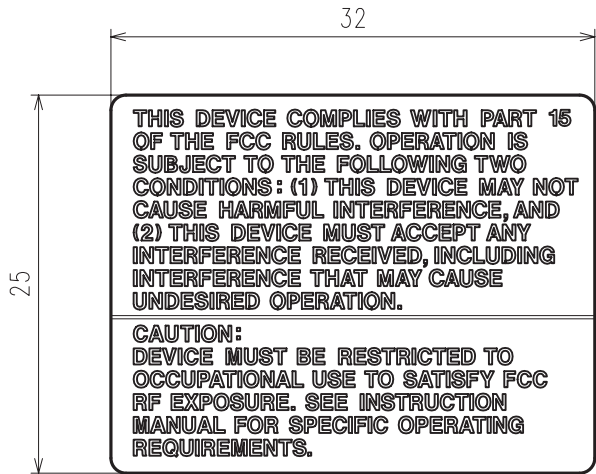 32
25
THIS DEVICE COMPLIES WITH PART 15
OF THE FCC RULES. OPERATION IS
SUBJECT TO THE FOLLOWING TWO
CONDITIONS: (1) THIS DEVICE MAY NOT
CAUSE HARMFUL INTERFERENCE, AND
(2) THIS DEVICE MUST ACCEPT ANY
INTERFERENCE RECEIVED, INCLUDING
INTERFERENCE THAT MAY CAUSE
UNDESIRED OPERATION.
CAUTION:
DEVICE MUST BE RESTRICTED TO
OCCUPATIONAL USE TO SATISFY FCC
RF EXPOSURE. SEE INSTRUCTION
MANUAL FOR SPECIFIC OPERATING
REQUIREMENTS.